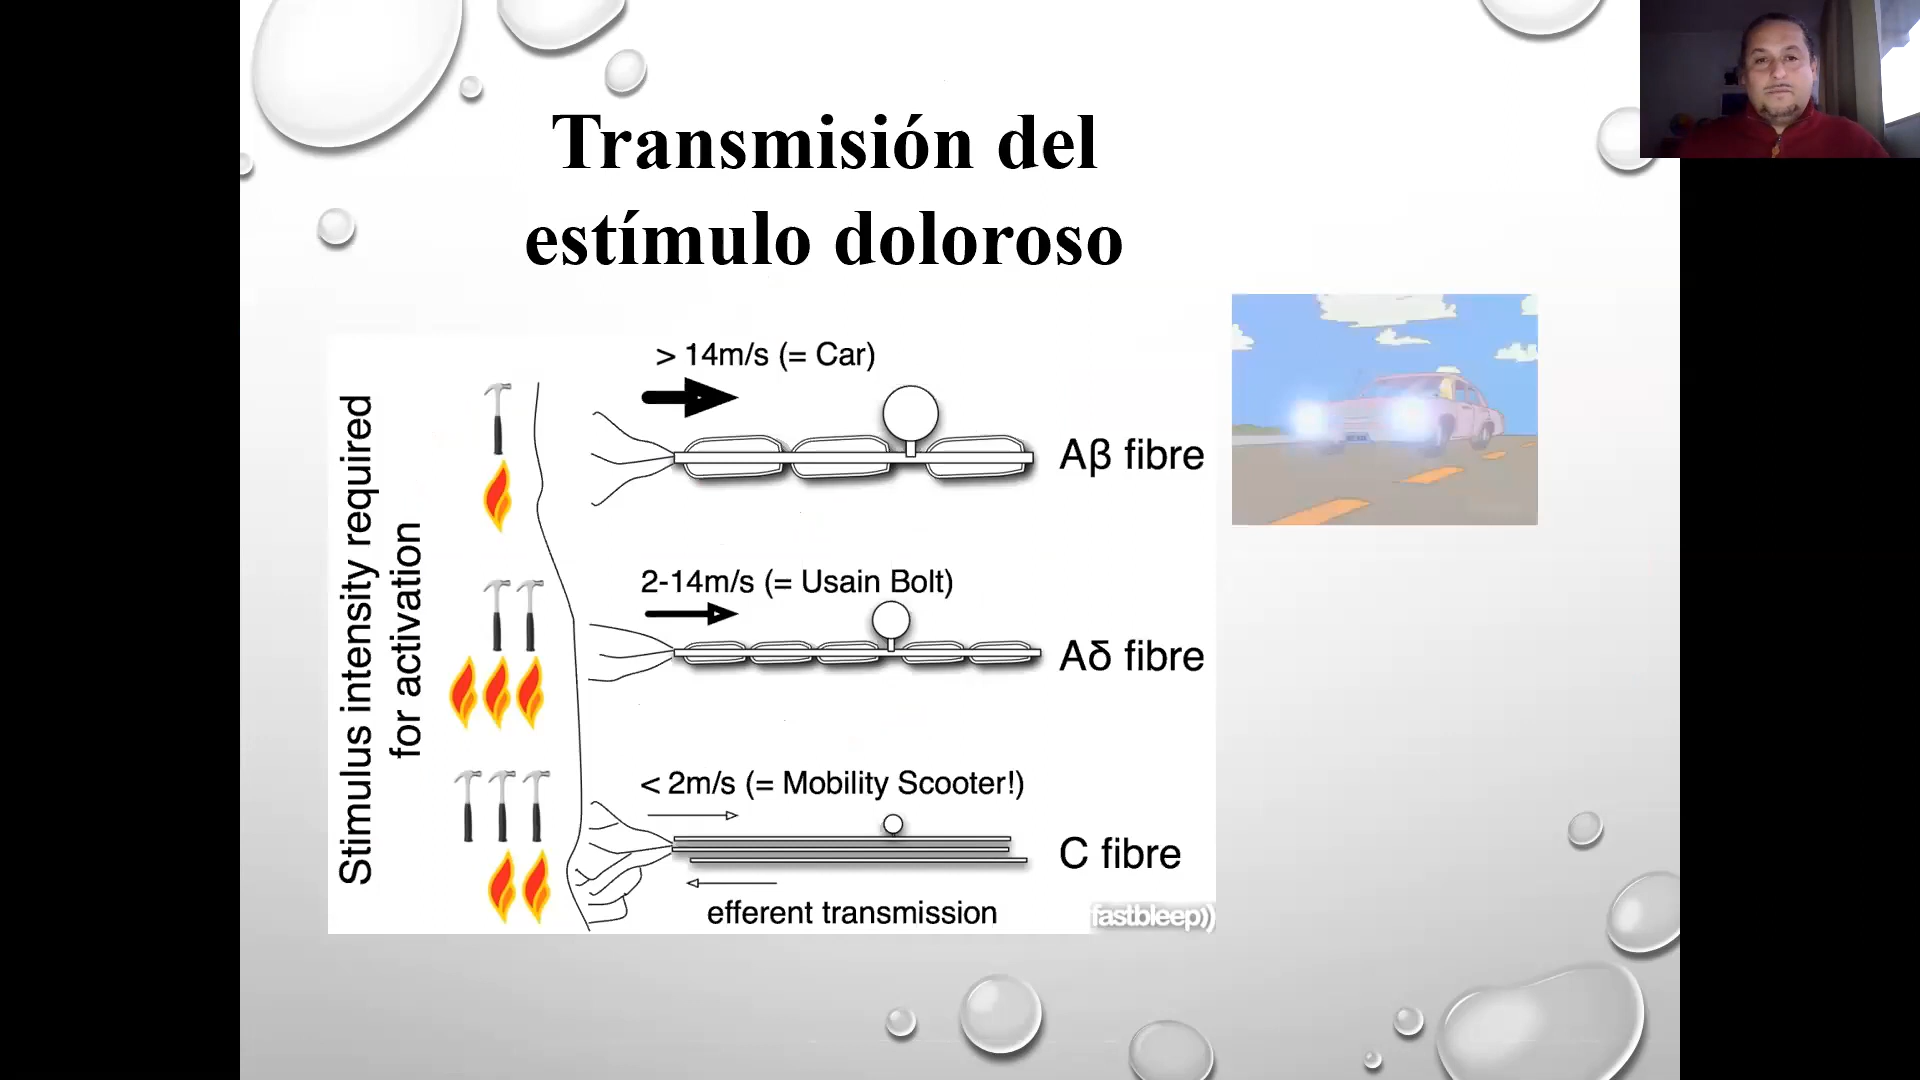 Transmisión del
estímulo doloroso
Stimulus intensity required
for activation
> 14m/s (= Car)
Aβ fibre
2-14m/s (= Usain Bolt)
Aδ fibre
< 2m/s (= Mobility Scooter!)
C fibre
efferent transmission
fastbleep))